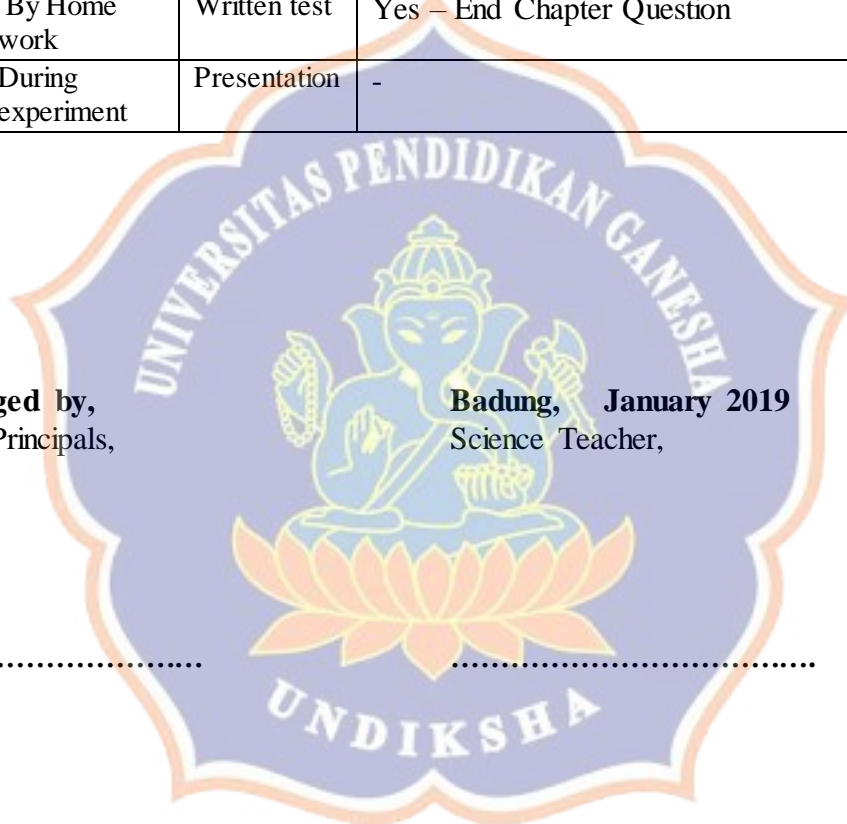 By Home Written test Yes – End Chapter Question
work
During Presentation -
experiment
UNIVERSITAS PENDIDIKAN GANESHA
ged by, Badung, January 2019
Principals, Science Teacher,
………………… …………………………….
UNDIKSHA